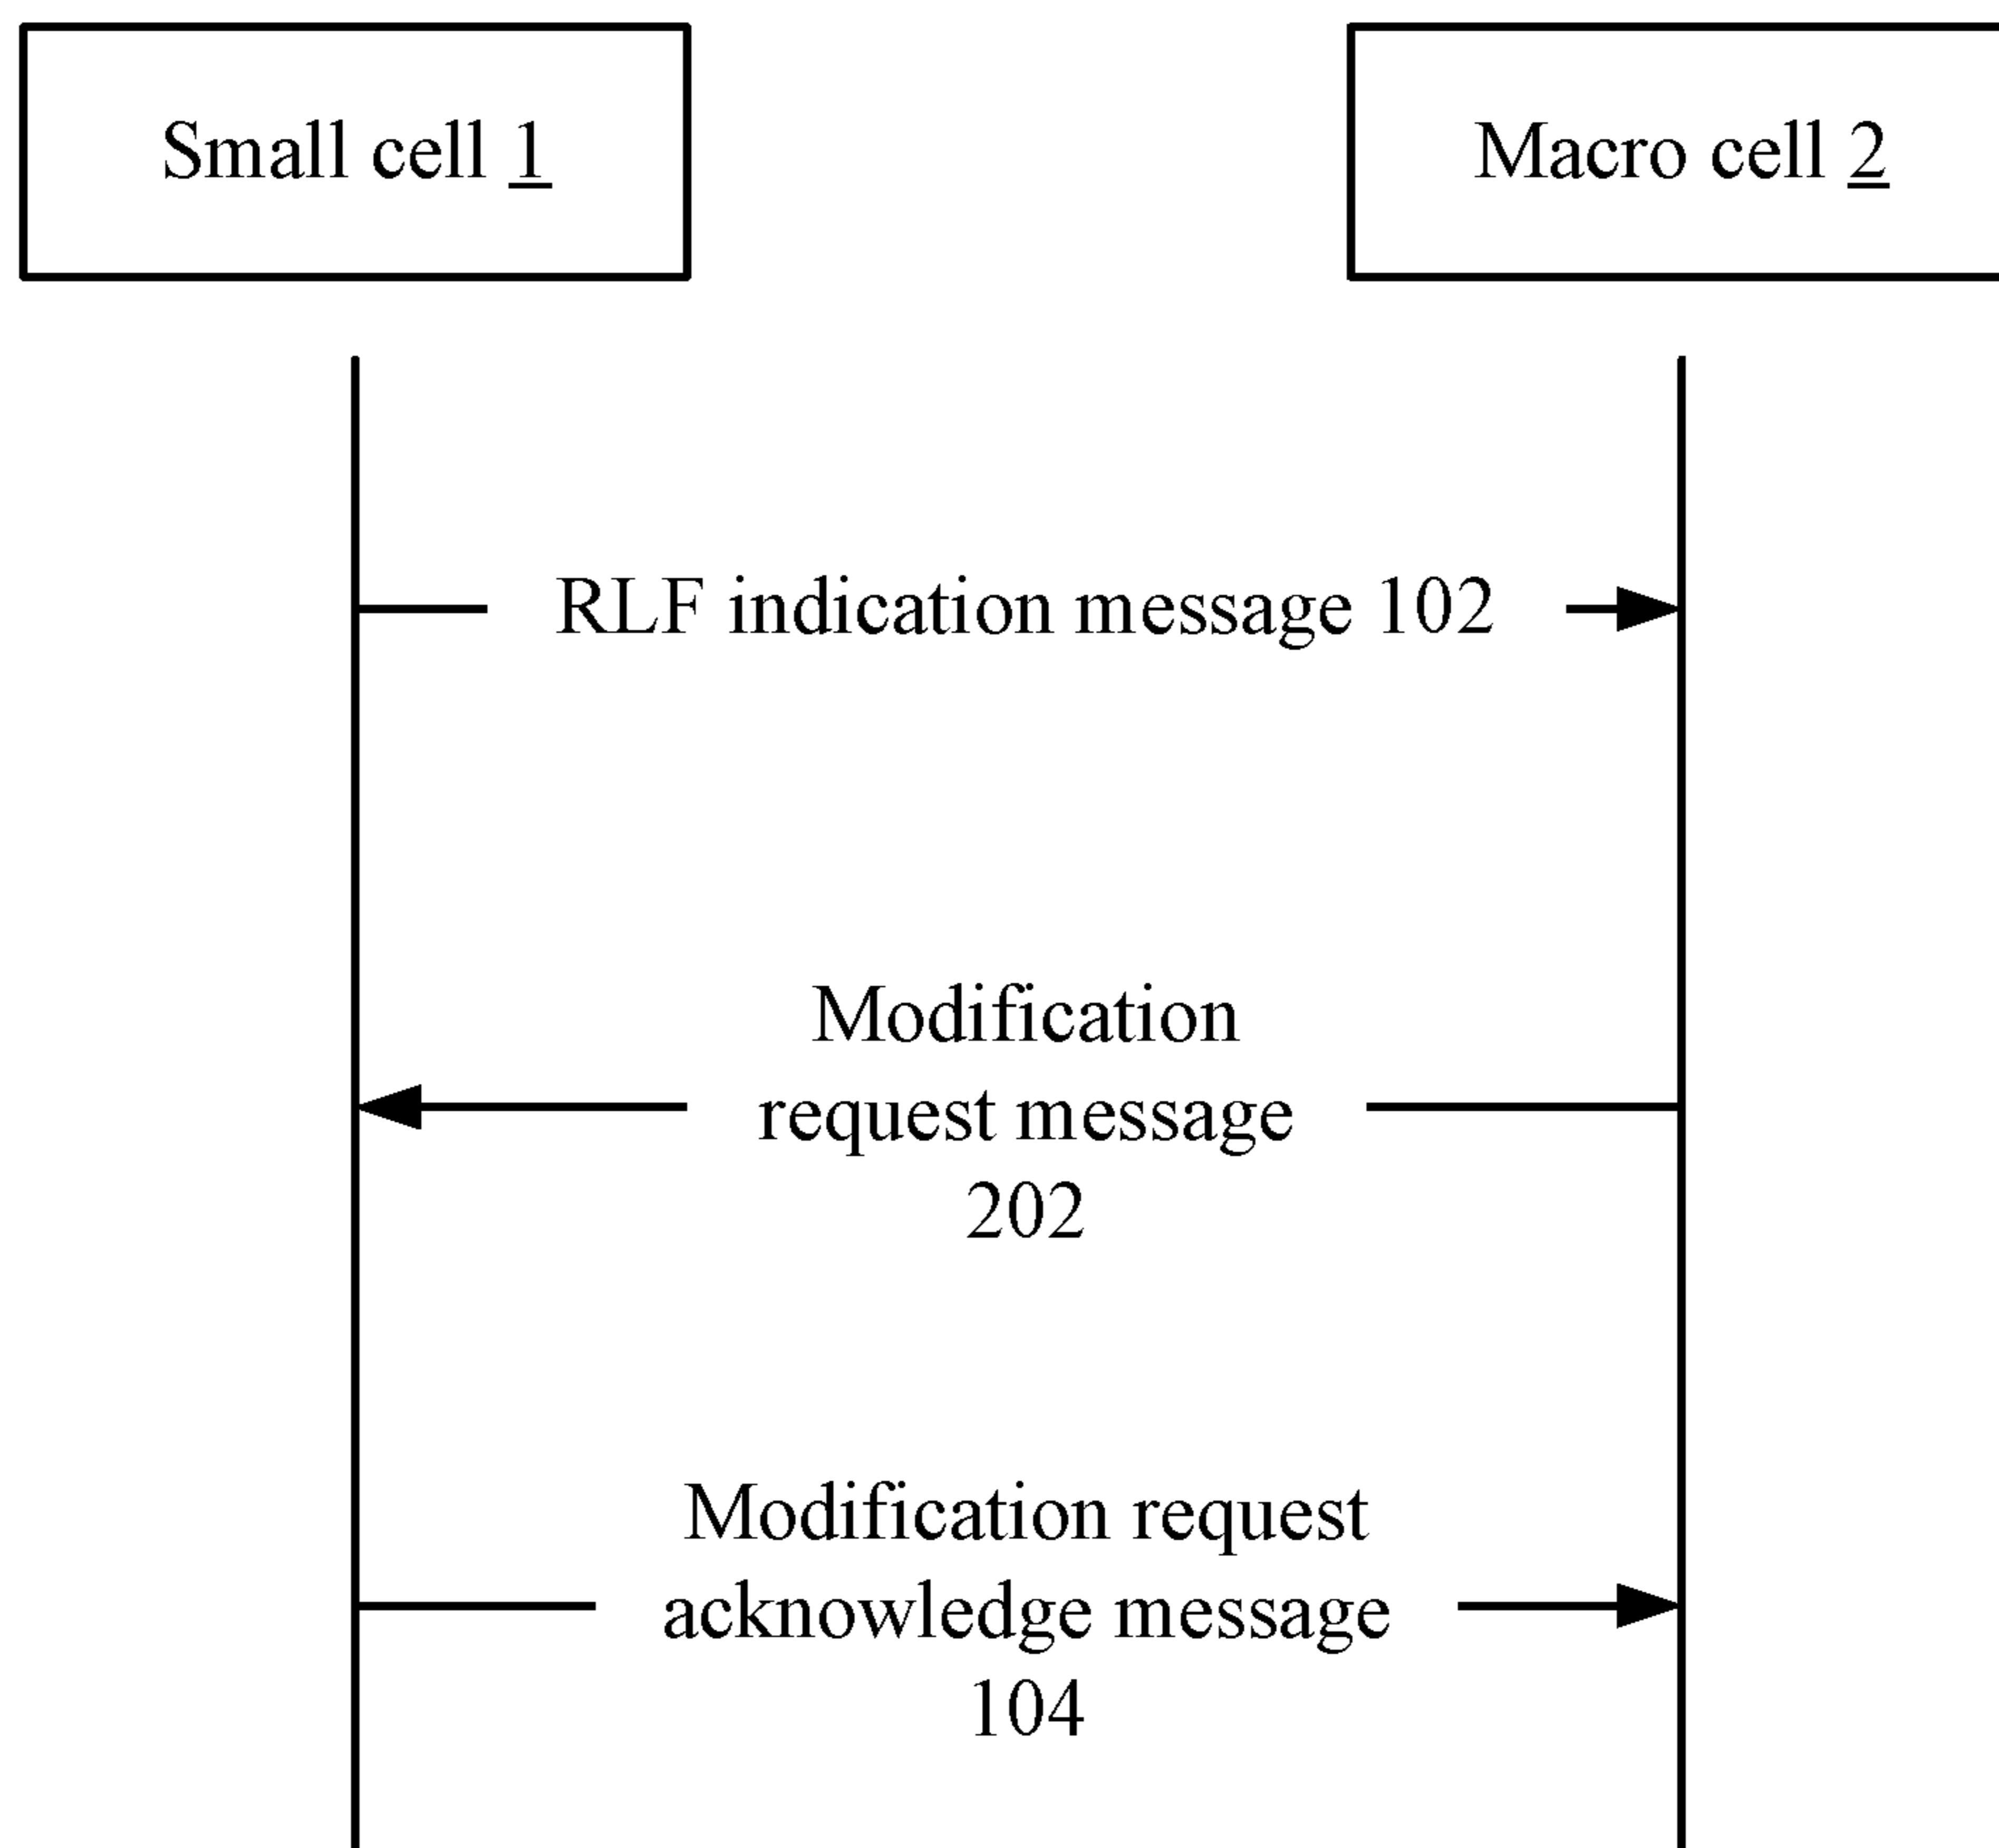 Small cell 1
Macro cell 2
RLF indication message 102
Modification
request message
202
Modification request
acknowledge message
104